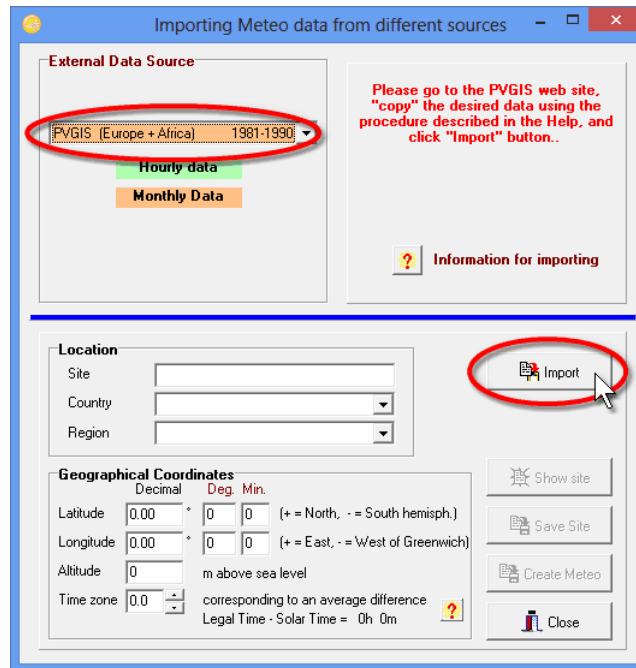 Importing Meteo data from different sources
External Data Source
PVGIS (Europe + Africa) 1981-1990
Hourly data
Monthly Data
Please go to the PVGIS web site,
"copy" the desired data using the
procedure described in the Help, and
click "Import" button..
? Information for importing
Location
Site
Country
Region
Import
Geographical Coordinates
Decimal Deg. Min.
Latitude 0.00 ° 0 0 (+ = North, - = South hemisph.)
Longitude 0.00 ° 0 0 (+ = East, - = West of Greenwich)
Altitude 0 m above sea level
Time zone 0.0 corresponding to an average difference
Legal Time - Solar Time = 0h 0m ?
Show site
Save Site
Create Meteo
Close